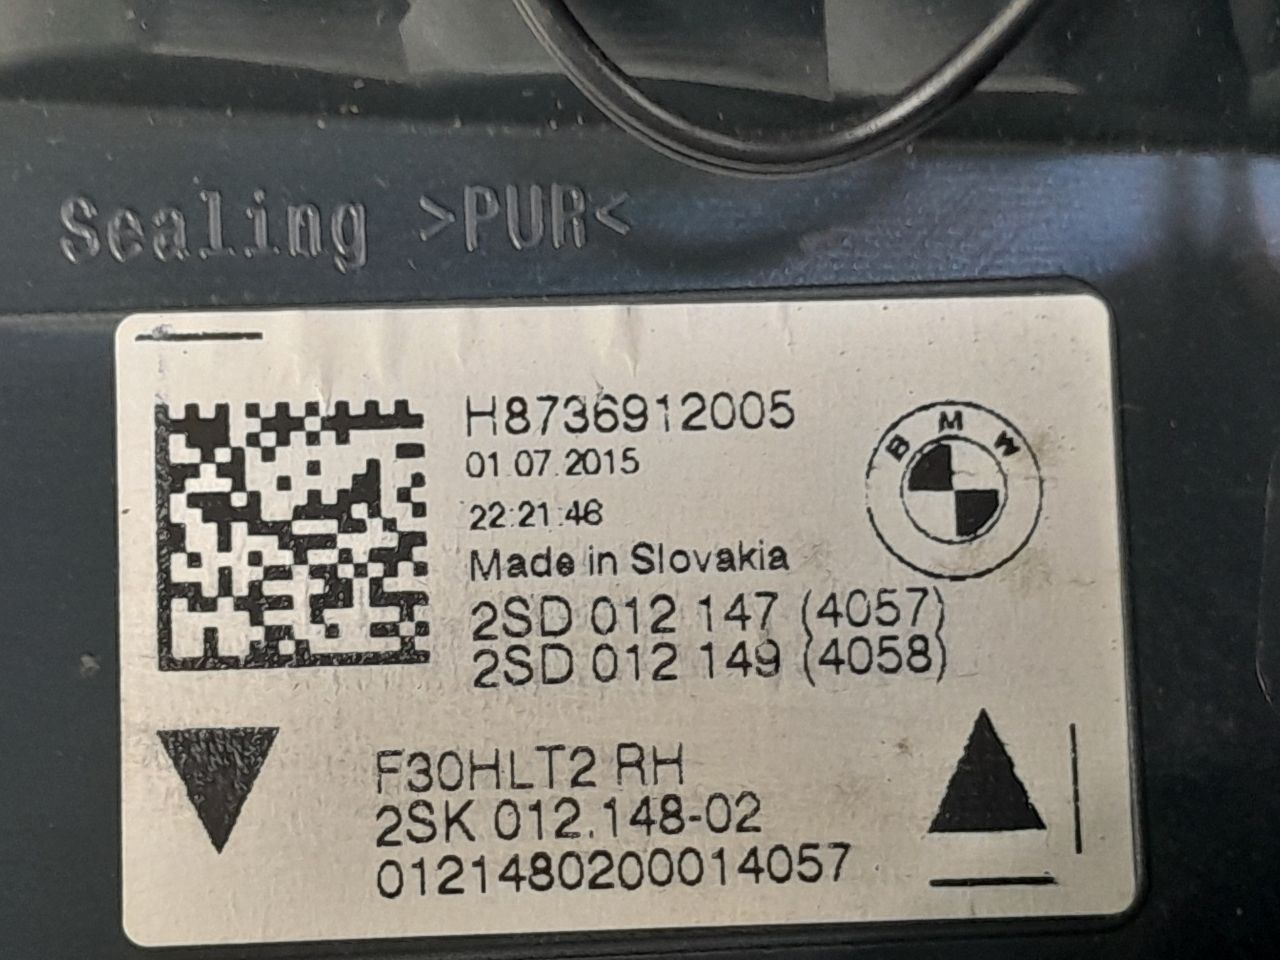 Sealing >PUR<
H8736912005
01.07.2015
22:21:46
Made in Slovakia
BMW
2SD 012 147 (4057)
2SD 012 149 (4058)
F30HLT2 RH
2SK 012.148-02
0121480200014057